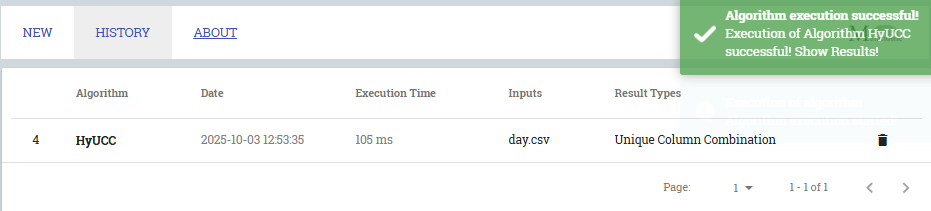 NEW HISTORY ABOUT
Algorithm execution successful!
Execution of Algorithm HyUCC
successful! Show Results!
Algorithm Date Execution Time Inputs Result Types
4 HyUCC 2025-10-03 12:53:35 105 ms day.csv Unique Column Combination
Page: 1 1 - 1 of 1